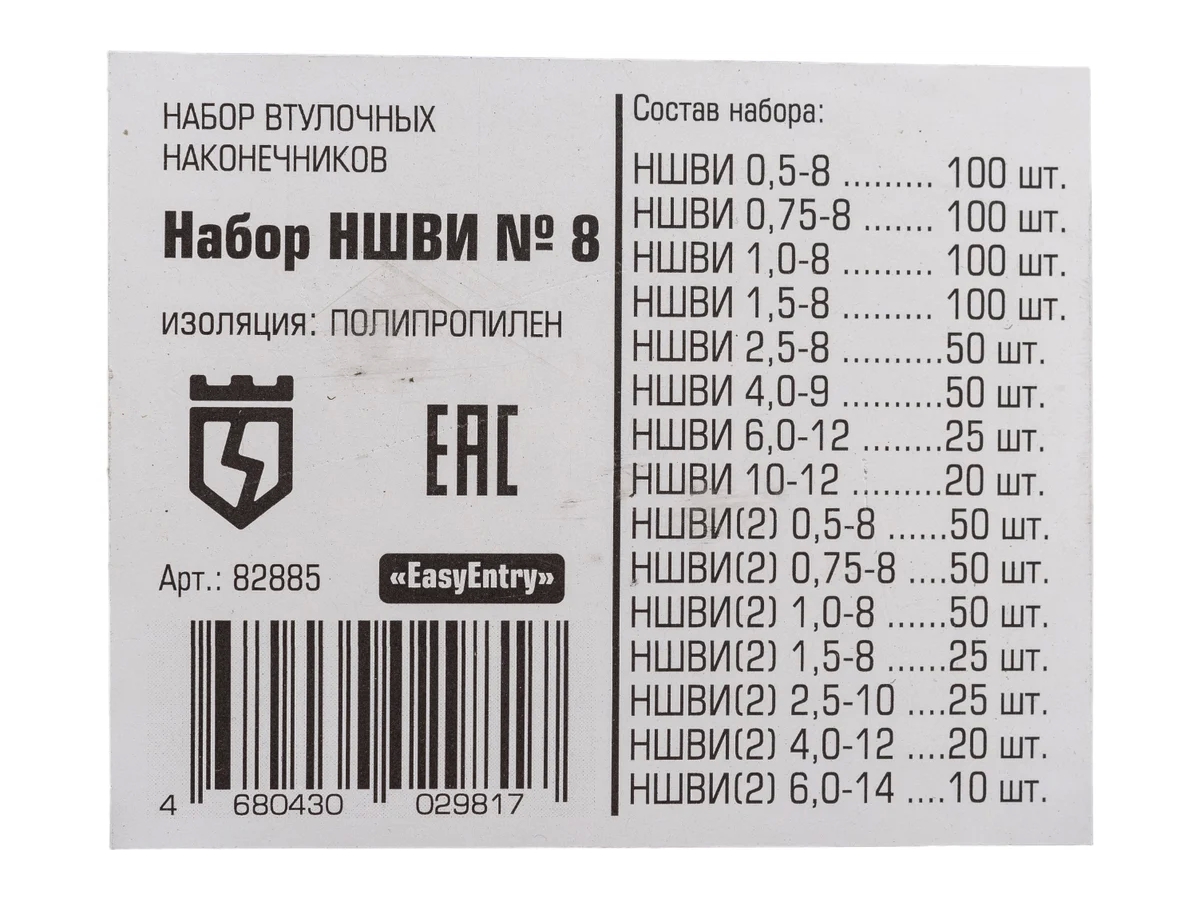 НАБОР ВТУЛОЧНЫХ
НАКОНЕЧНИКОВ
Набор НШВИ № 8
изоляция: ПОЛИПРОПИЛЕН
EAC
Арт.: 82885
«EasyEntry»
4 680430 029817
Состав набора:
НШВИ 0,5-8 ......... 100 шт.
НШВИ 0,75-8 ....... 100 шт.
НШВИ 1,0-8 ......... 100 шт.
НШВИ 1,5-8 ......... 100 шт.
НШВИ 2,5-8 ..........50 шт.
НШВИ 4,0-9 ..........50 шт.
НШВИ 6,0-12 ........25 шт.
НШВИ 10-12 .........20 шт.
НШВИ(2) 0,5-8 ......50 шт.
НШВИ(2) 0,75-8 ....50 шт.
НШВИ(2) 1,0-8 ......50 шт.
НШВИ(2) 1,5-8 ......25 шт.
НШВИ(2) 2,5-10 ....25 шт.
НШВИ(2) 4,0-12 ....20 шт.
НШВИ(2) 6,0-14 ....10 шт.